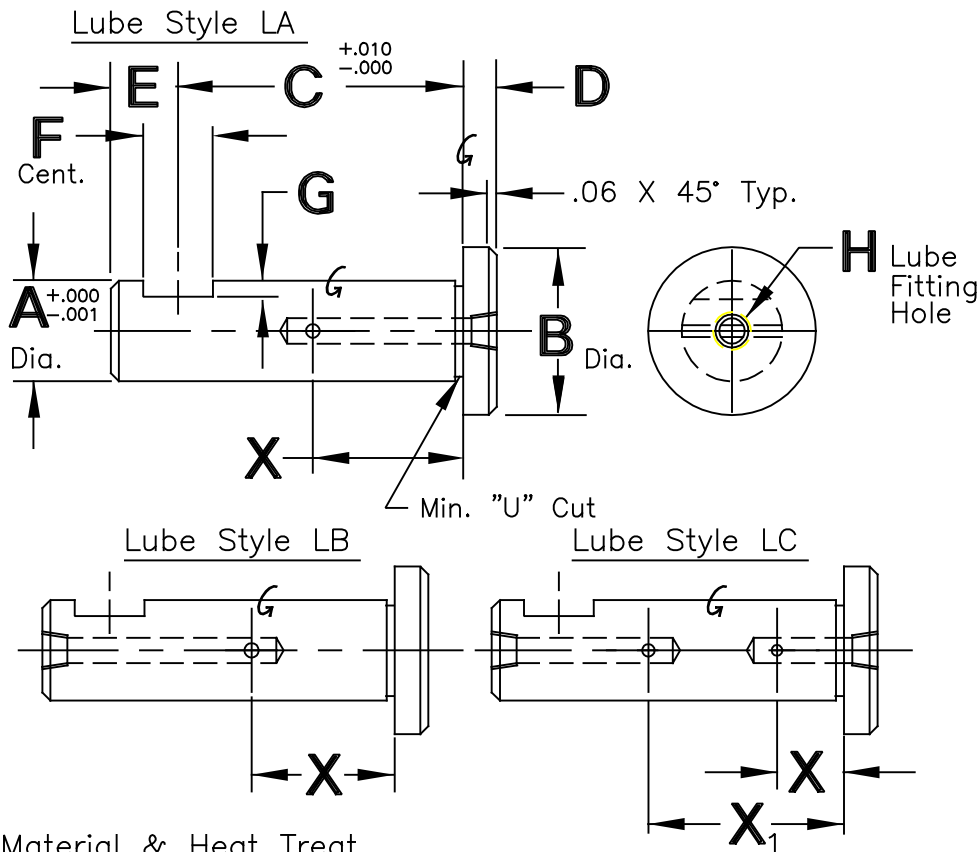 Lube Style LA
+.010
-.000
E C D
F
Cent.
G
.06 X 45° Typ.
H Lube
Fitting
Hole
A +.000
-.001
Dia.
B Dia.
X
Min. "U" Cut
Lube Style LB
Lube Style LC
X
X
X1
Material & Heat Treat